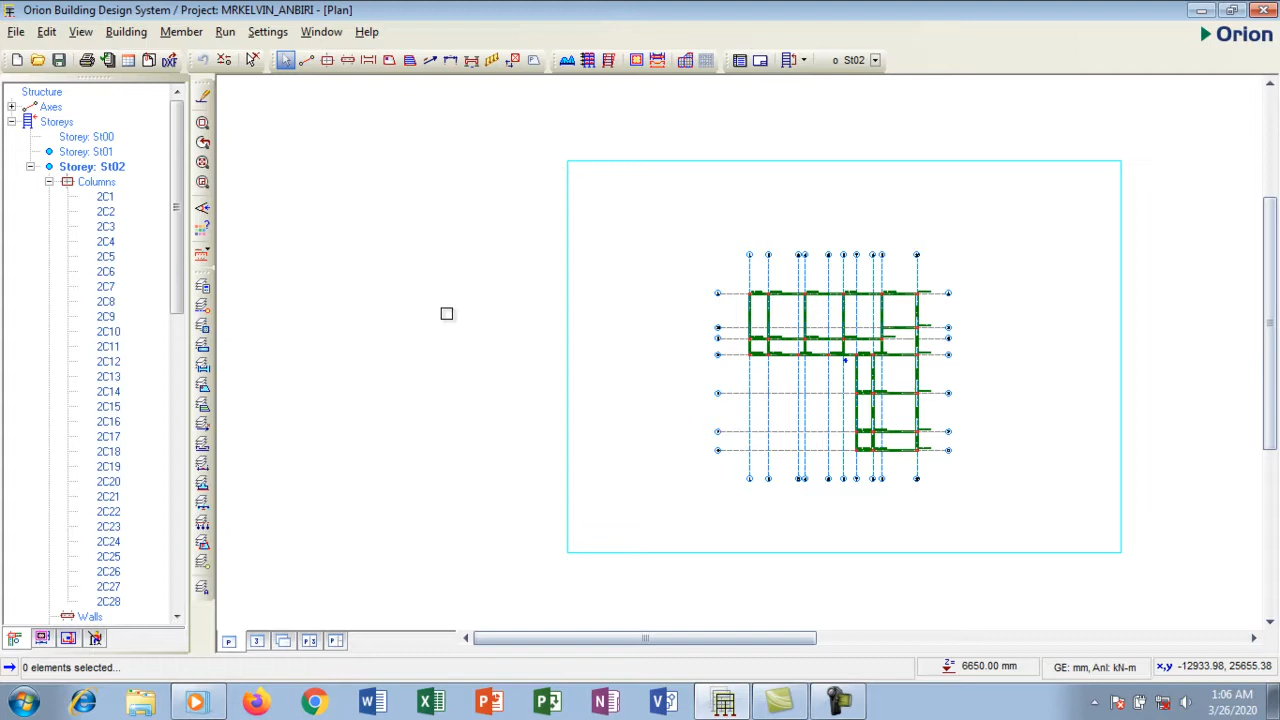 Orion Building Design System / Project: MRKELVIN_ANBIRI - [Plan]
File Edit View Building Member Run Settings Window Help
Orion
DXF
St02
Structure
Axes
Storeys
Storey: St00
Storey: St01
Storey: St02
Columns
2C1
2C2
2C3
2C4
2C5
2C6
2C7
2C8
2C9
2C10
2C11
2C12
2C13
2C14
2C15
2C16
2C17
2C18
2C19
2C20
2C21
2C22
2C23
2C24
2C25
2C26
2C27
2C28
Walls
0 elements selected...
Z= 6650.00 mm
GE: mm, Anl: kN-m
x,y -12933.98, 25655.38
1:06 AM
3/26/2020